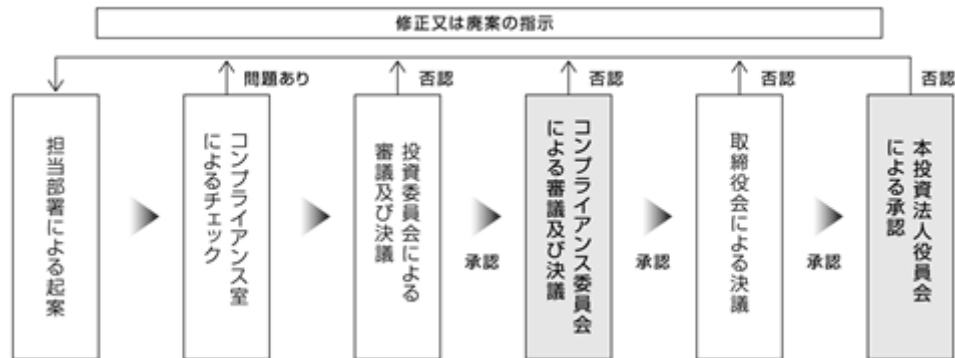 修正又は廃案の指示
問題あり
否認
否認
否認
否認
担当部署による起案
コンプライアンス室
によるチェック
投資委員会による
審議及び決議
承認
コンプライアンス委員会
による審議及び決議
承認
取締役会による決議
承認
本投資法人役員会
による承認